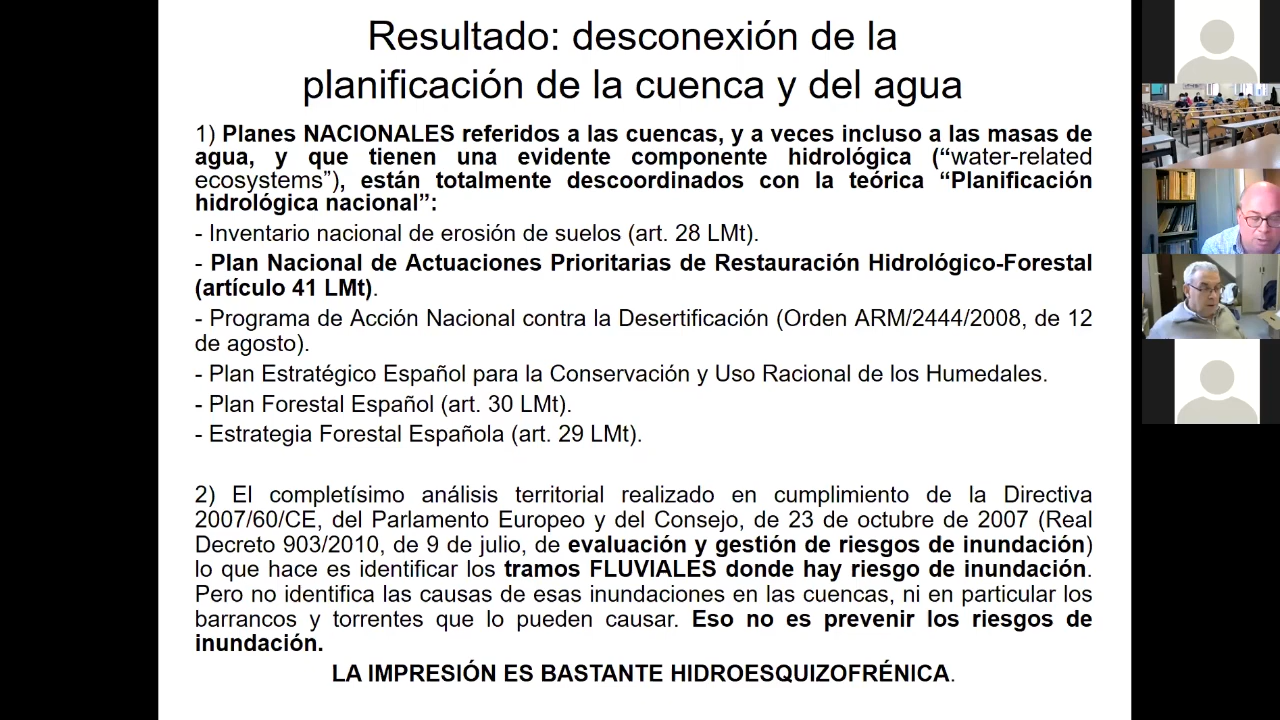 Resultado: desconexión de la
planificación de la cuenca y del agua
1) Planes NACIONALES referidos a las cuencas, y a veces incluso a las masas de
agua, y que tienen una evidente componente hidrológica (“water-related
ecosystems”), están totalmente descoordinados con la teórica “Planificación
hidrológica nacional”:
- Inventario nacional de erosión de suelos (art. 28 LMt).
- Plan Nacional de Actuaciones Prioritarias de Restauración Hidrológico-Forestal
(artículo 41 LMt).
- Programa de Acción Nacional contra la Desertificación (Orden ARM/2444/2008, de 12
de agosto).
- Plan Estratégico Español para la Conservación y Uso Racional de los Humedales.
- Plan Forestal Español (art. 30 LMt).
- Estrategia Forestal Española (art. 29 LMt).
2) El completísimo análisis territorial realizado en cumplimiento de la Directiva
2007/60/CE, del Parlamento Europeo y del Consejo, de 23 de octubre de 2007 (Real
Decreto 903/2010, de 9 de julio, de evaluación y gestión de riesgos de inundación)
lo que hace es identificar los tramos FLUVIALES donde hay riesgo de inundación.
Pero no identifica las causas de esas inundaciones en las cuencas, ni en particular los
barrancos y torrentes que lo pueden causar. Eso no es prevenir los riesgos de
inundación.
LA IMPRESIÓN ES BASTANTE HIDROESQUIZOFRÉNICA.